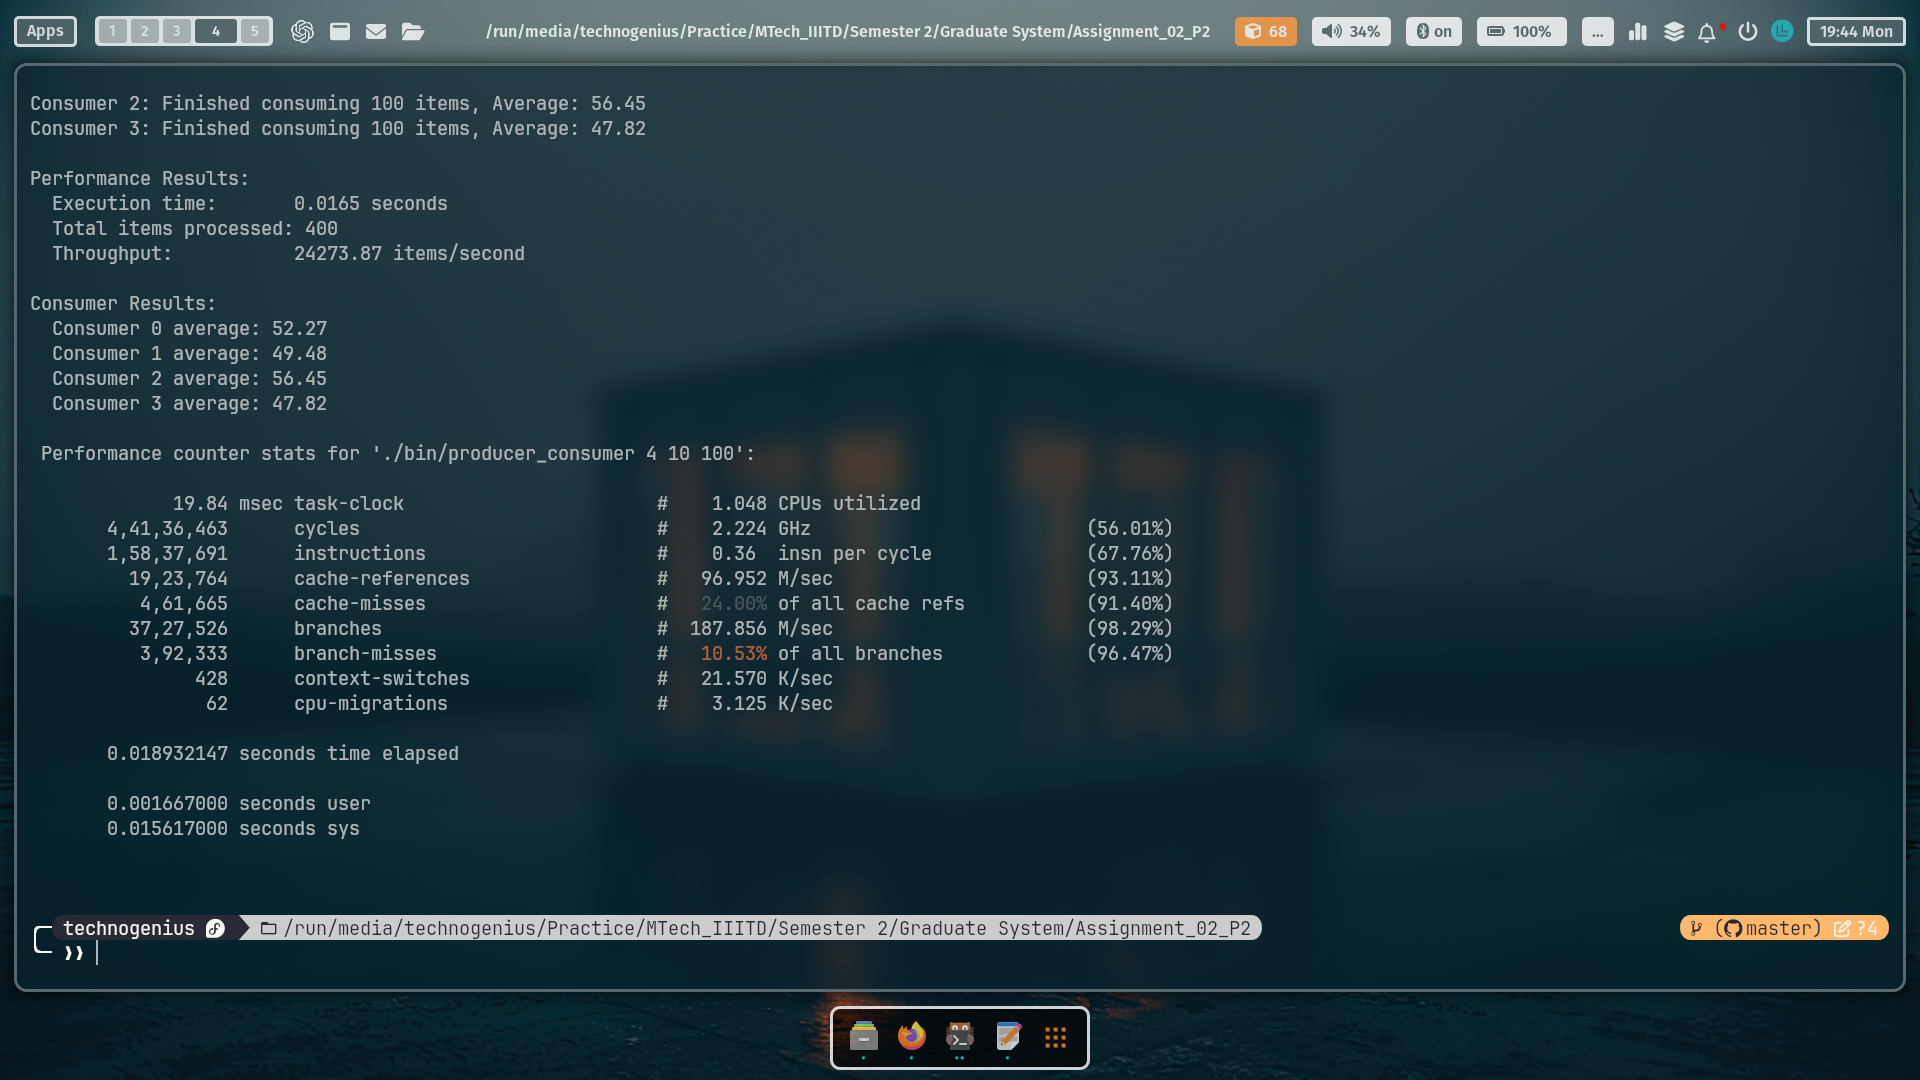 Apps 1 2 3 4 5 /run/media/technogenius/Practice/MTech_IIITD/Semester 2/Graduate System/Assignment_02_P2 68 34% on 100% ... 19:44 Mon
Consumer 2: Finished consuming 100 items, Average: 56.45
Consumer 3: Finished consuming 100 items, Average: 47.82
Performance Results:
Execution time: 0.0165 seconds
Total items processed: 400
Throughput: 24273.87 items/second
Consumer Results:
Consumer 0 average: 52.27
Consumer 1 average: 49.48
Consumer 2 average: 56.45
Consumer 3 average: 47.82
Performance counter stats for './bin/producer_consumer 4 10 100':
19.84 msec task-clock # 1.048 CPUs utilized
4,41,36,463 cycles # 2.224 GHz (56.01%)
1,58,37,691 instructions # 0.36 insn per cycle (67.76%)
19,23,764 cache-references # 96.952 M/sec (93.11%)
4,61,665 cache-misses # 24.00% of all cache refs (91.40%)
37,27,526 branches # 187.856 M/sec (98.29%)
3,92,333 branch-misses # 10.53% of all branches (96.47%)
428 context-switches # 21.570 K/sec
62 cpu-migrations # 3.125 K/sec
0.018932147 seconds time elapsed
0.001667000 seconds user
0.015617000 seconds sys
technogenius /run/media/technogenius/Practice/MTech_IIITD/Semester 2/Graduate System/Assignment_02_P2 (master) ?4